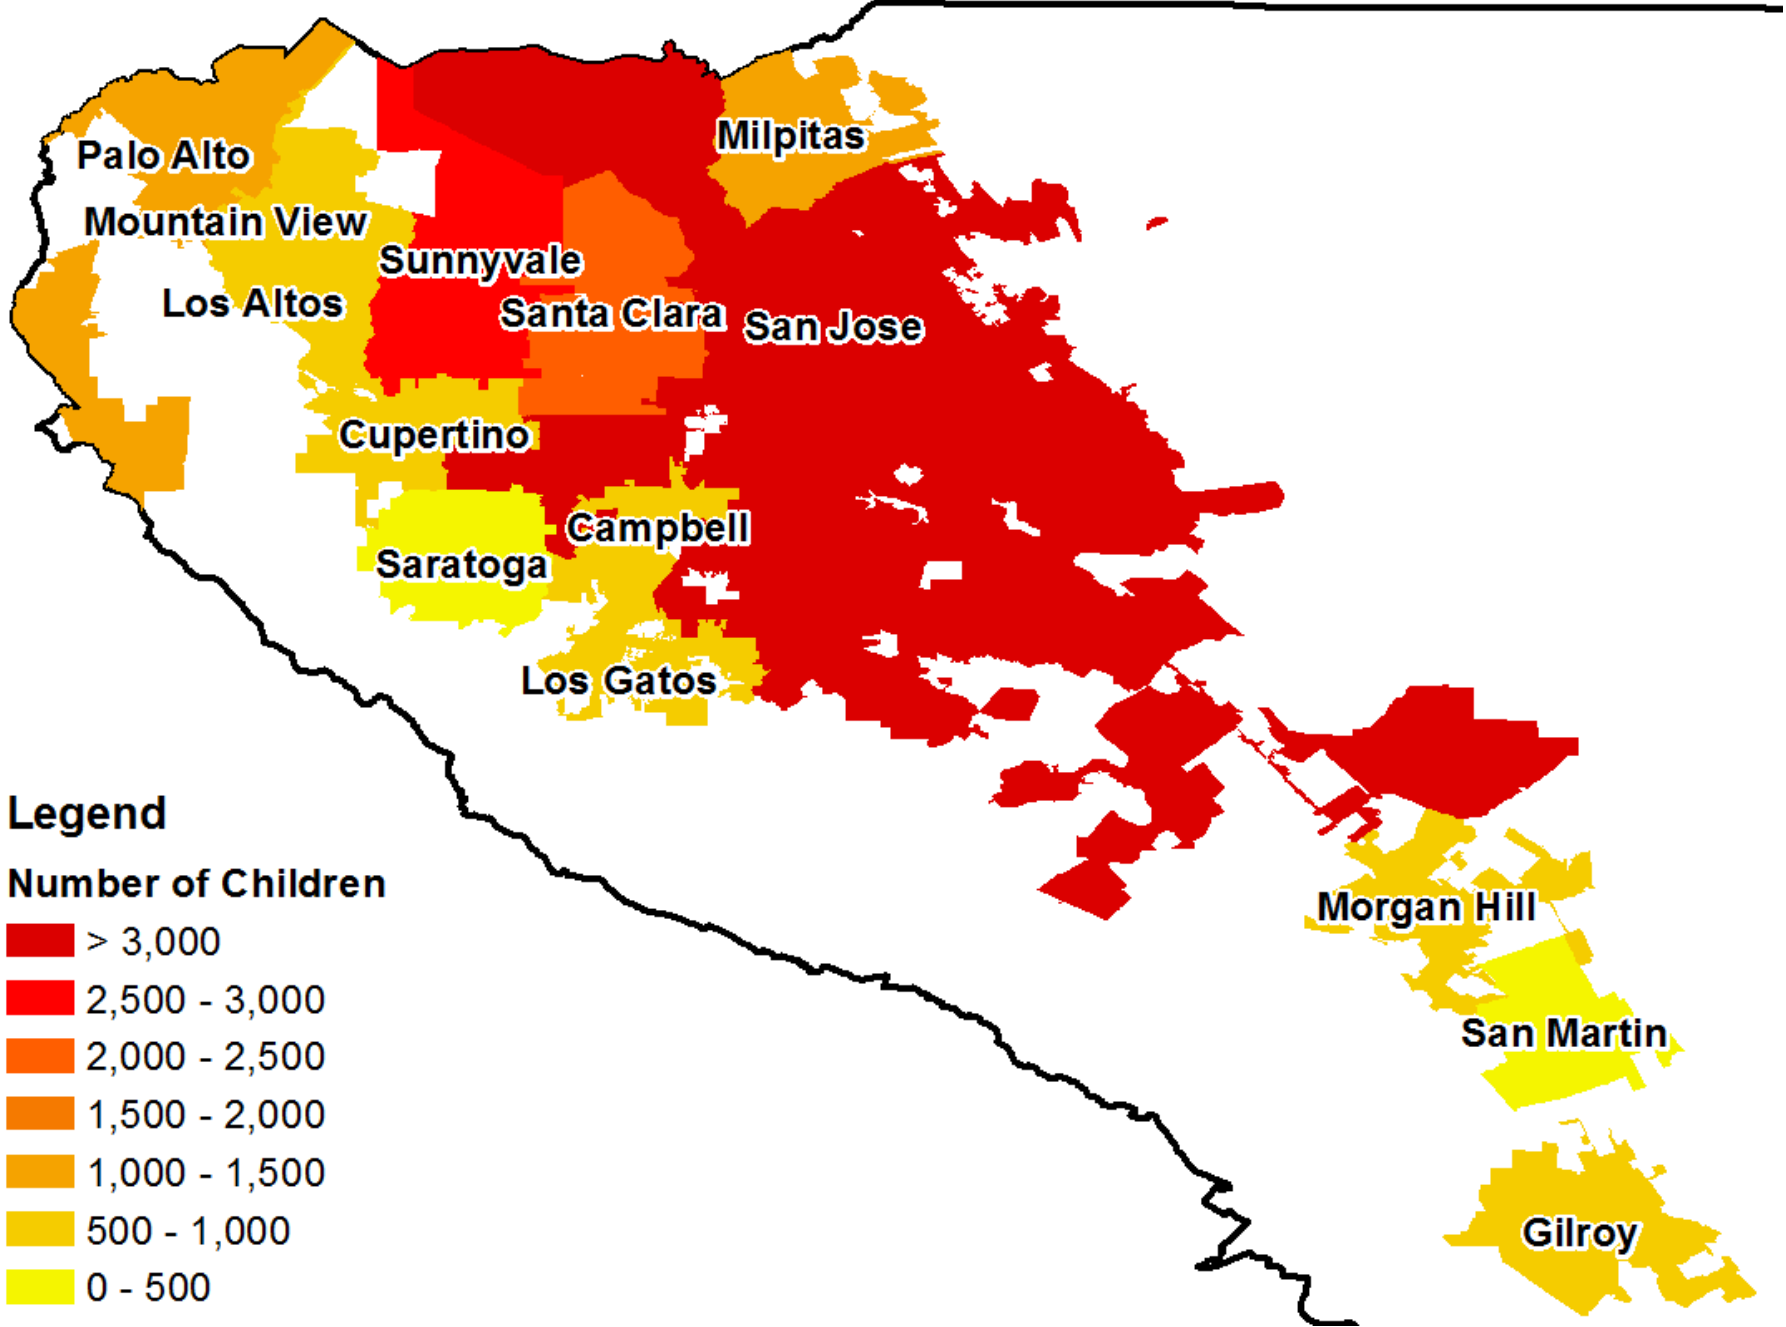 Milpitas
Palo Alto
Mountain View
Sunnyvale
Los Altos
Santa Clara
San Jose
Cupertino
Campbell
Saratoga
Los Gatos
Morgan Hill
San Martin
Gilroy
Legend
Number of Children
> 3,000
2,500 - 3,000
2,000 - 2,500
1,500 - 2,000
1,000 - 1,500
500 - 1,000
0 - 500